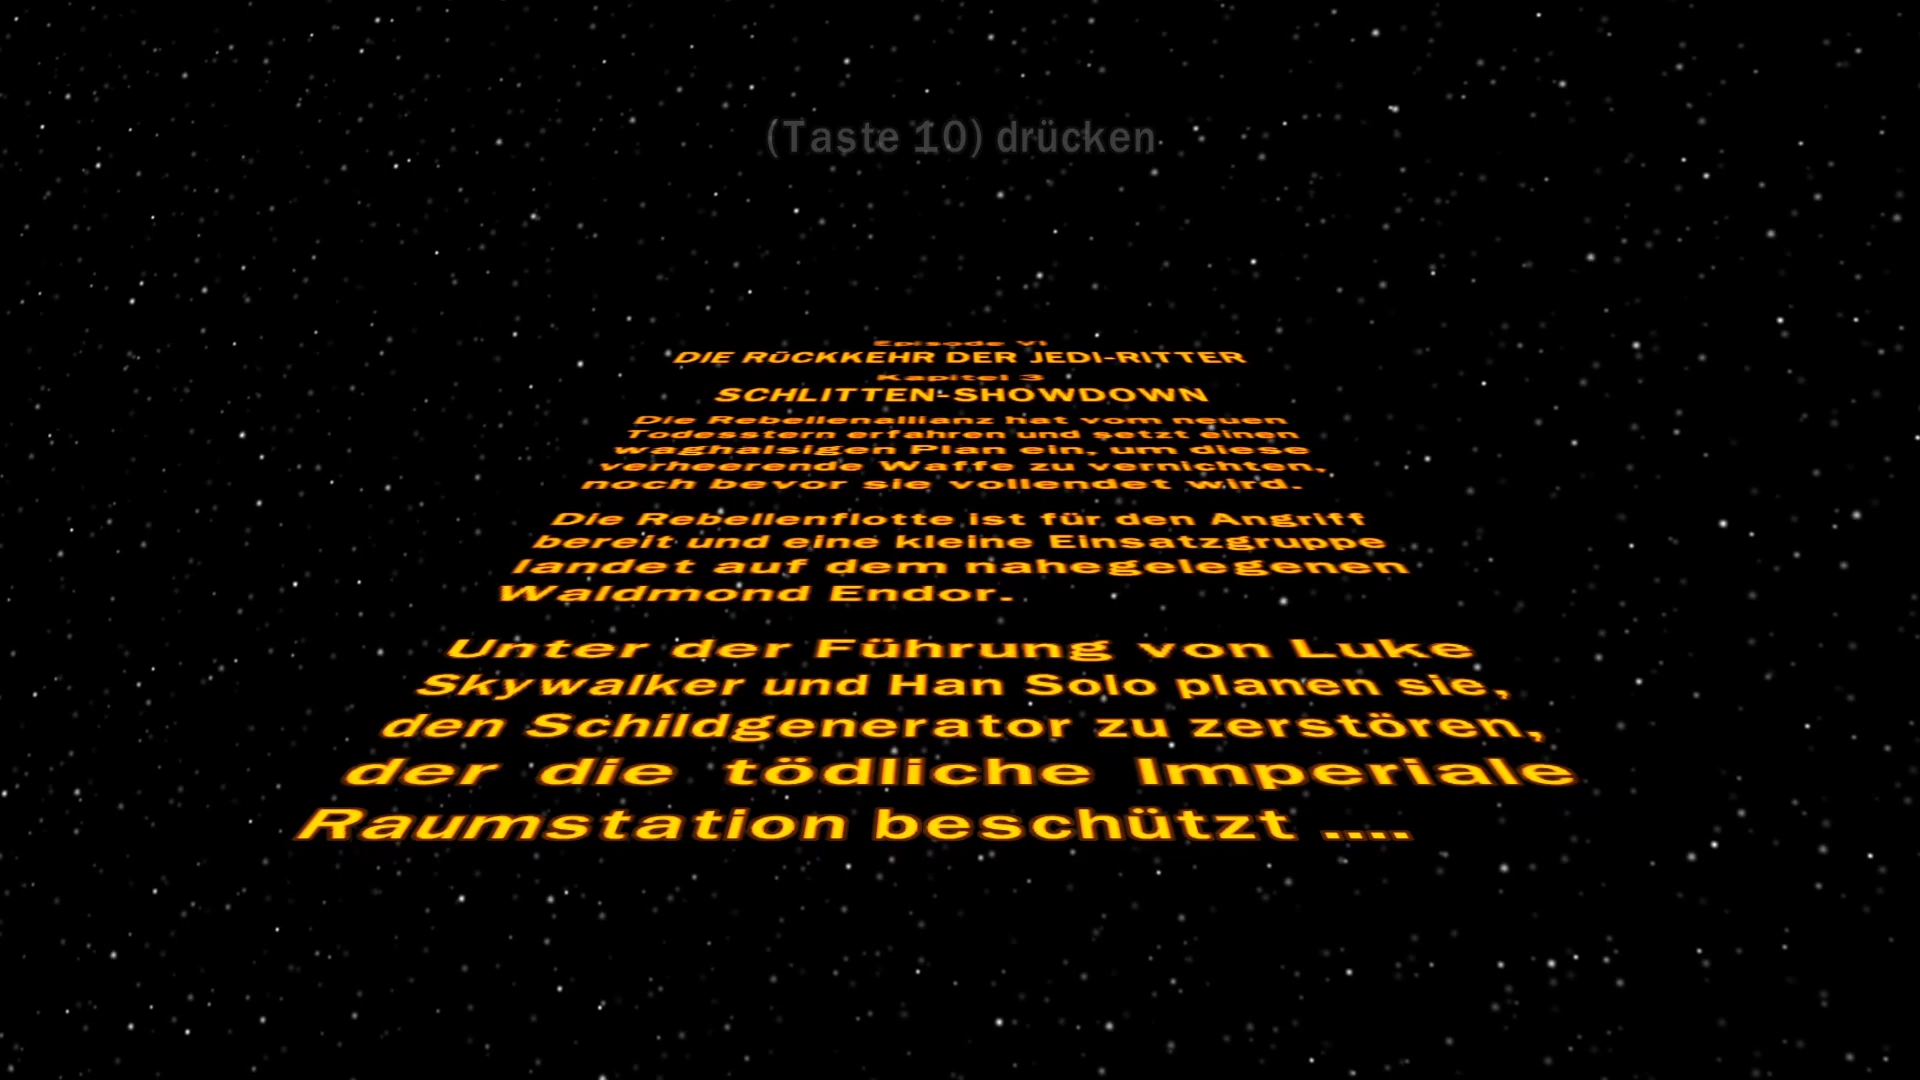 (Taste 10) drücken
Episode VI
DIE RÜCKKEHR DER JEDI-RITTER
Kapitel 3
SCHLITTEN-SHOWDOWN
Die Rebellenallianz hat vom neuen
Todesstern erfahren und setzt einen
waghalsigen Plan ein, um diese
verheerende Waffe zu vernichten,
noch bevor sie vollendet wird.
Die Rebellenflotte ist für den Angriff
bereit und eine kleine Einsatzgruppe
landet auf dem nahegelegenen
Waldmond Endor.
Unter der Führung von Luke
Skywalker und Han Solo planen sie,
den Schildgenerator zu zerstören,
der die tödliche Imperiale
Raumstation beschützt ....